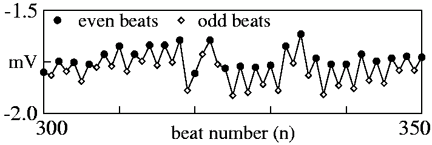 -1.5
even beats odd beats
mV
-2.0
300 350
beat number (n)